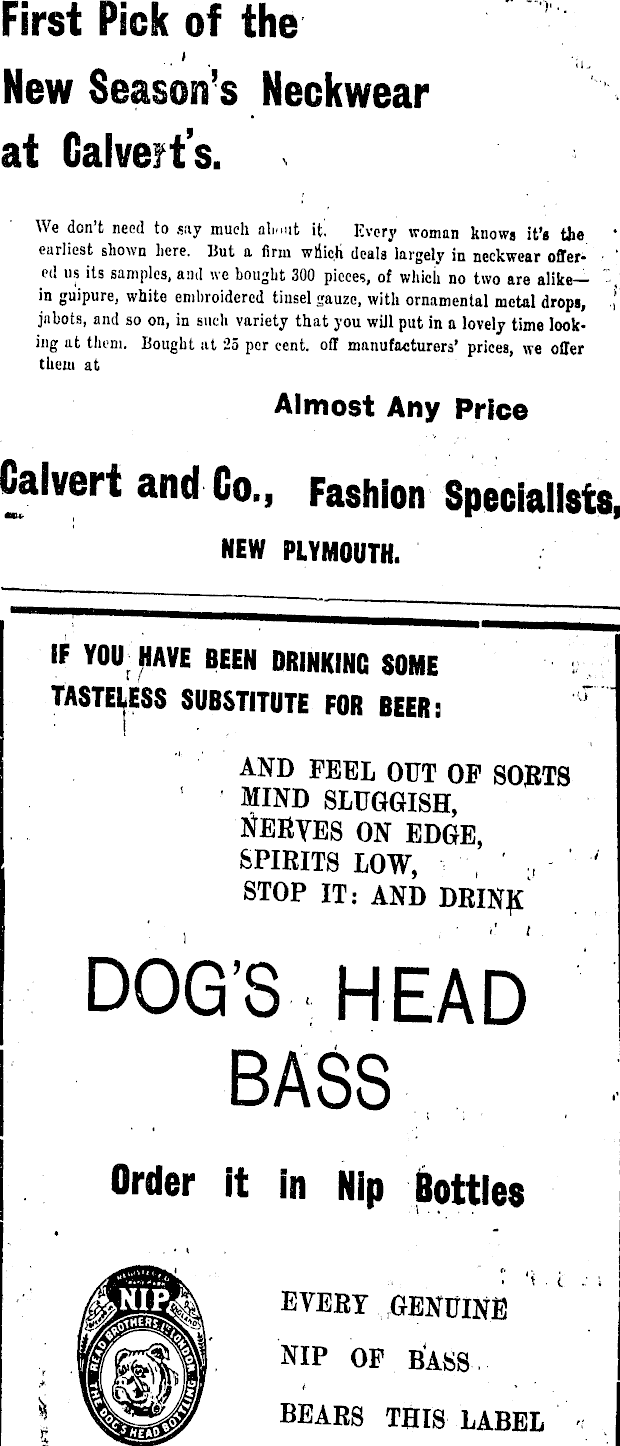 First Pick of the
New Season's Neckwear
at Calvert's.
We don't need to say much about it. Every woman knows it's the
earliest shown here. But a firm which deals largely in neckwear offer-
ed us its samples, and we bought 300 pieces, of which no two are alike—
in guipure, white embroidered tinsel gauze, with ornamental metal drops,
jabots, and so on, in such variety that you will put in a lovely time look-
ing at them. Bought at 25 per cent. off manufacturers' prices, we offer
them at
Almost Any Price
Calvert and Co., Fashion Specialists,
NEW PLYMOUTH.
IF YOU HAVE BEEN DRINKING SOME
TASTELESS SUBSTITUTE FOR BEER:
AND FEEL OUT OF SORTS
MIND SLUGGISH,
NERVES ON EDGE,
SPIRITS LOW,
STOP IT: AND DRINK
DOG'S HEAD
BASS
Order it in Nip Bottles
REGISTERED
TRADE MARK
NIP
READ BROTHERS LD LONDON
THE DOG'S HEAD BOTTLING
EVERY GENUINE
NIP OF BASS
BEARS THIS LABEL